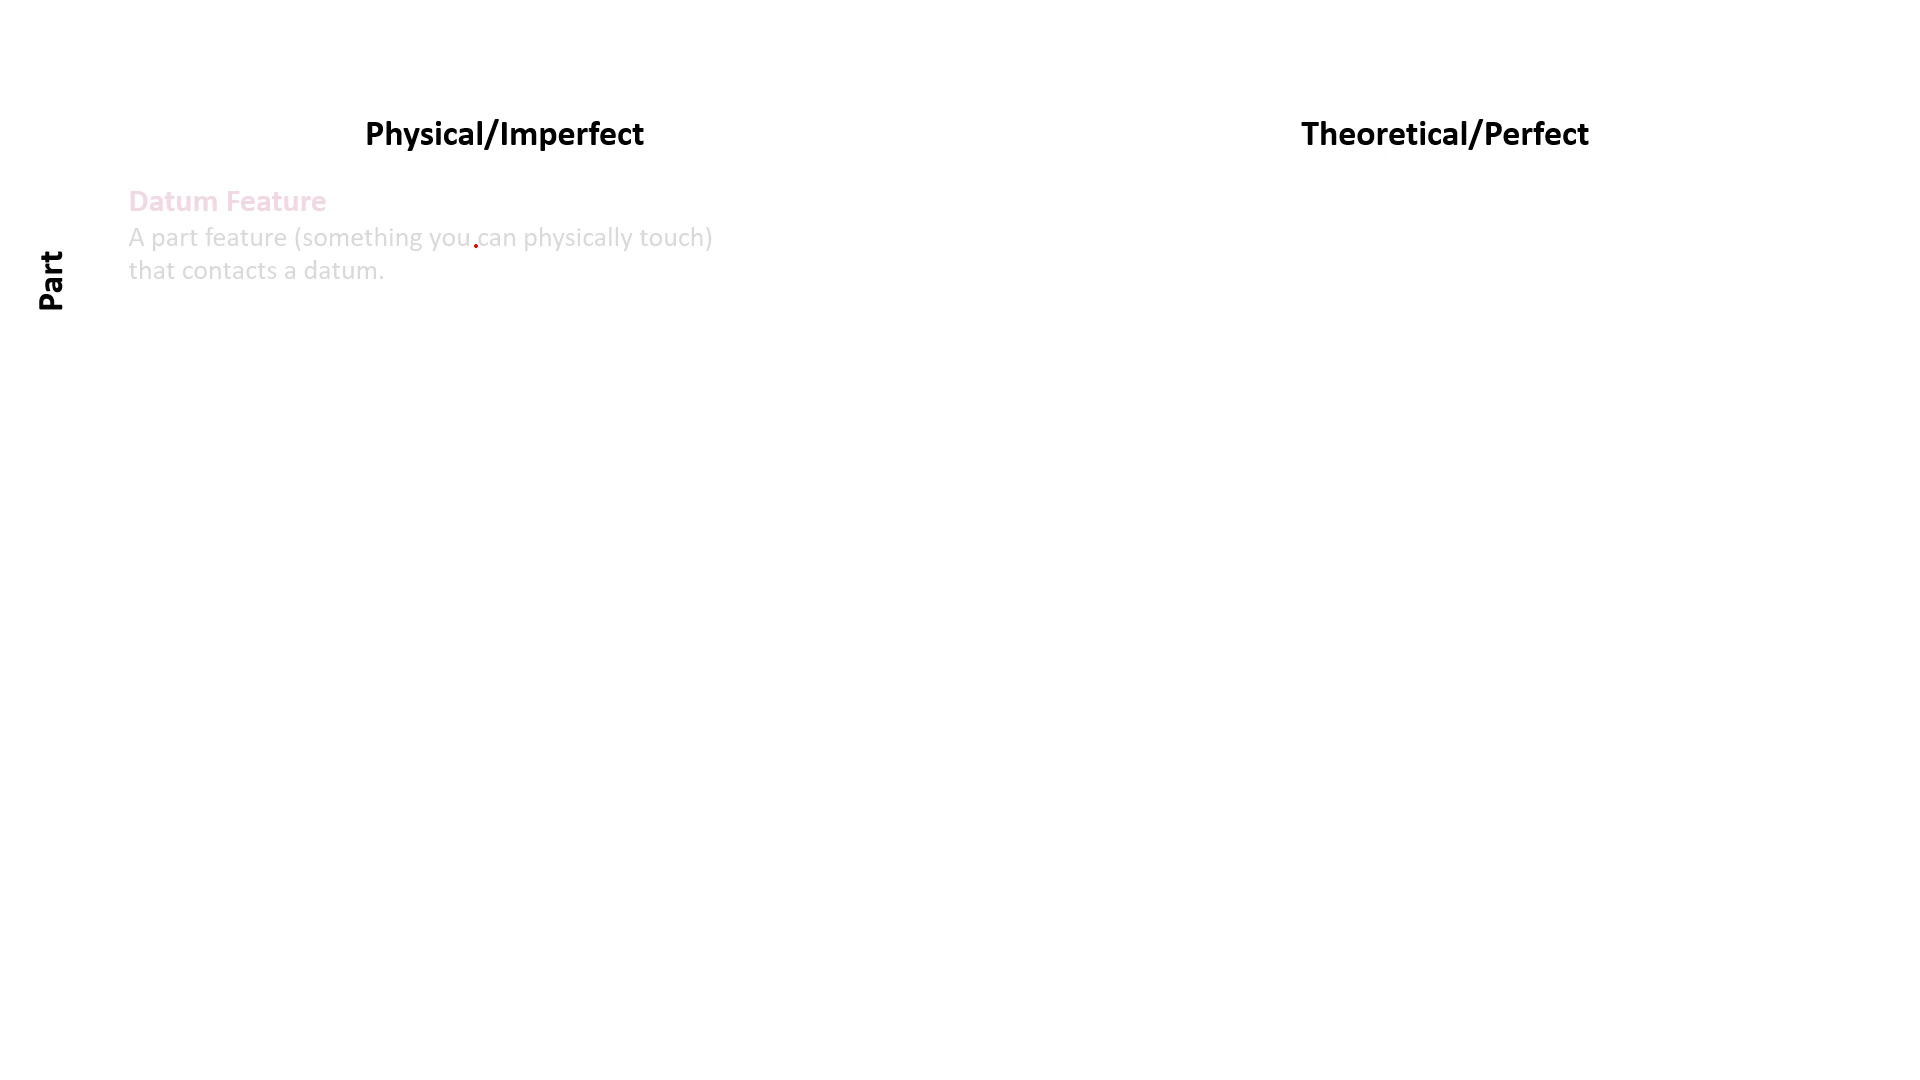 Physical/Imperfect
Theoretical/Perfect
Part
Datum Feature
A part feature (something you can physically touch)
that contacts a datum.